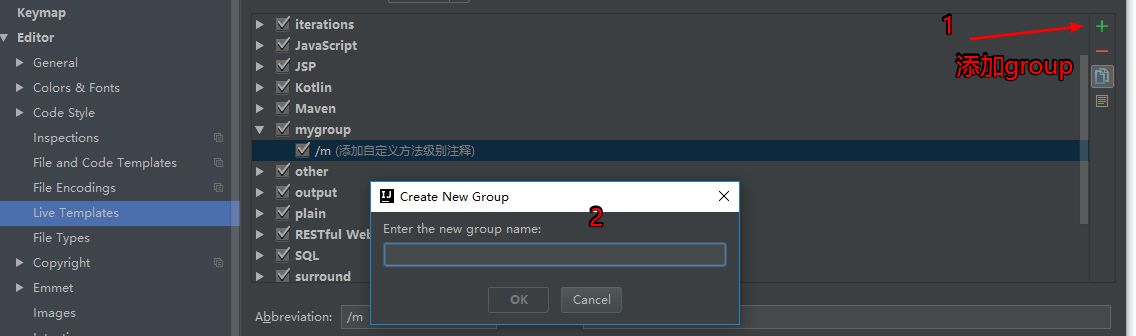 Keymap
Editor
General
Colors & Fonts
Code Style
Inspections
File and Code Templates
File Encodings
Live Templates
File Types
Copyright
Emmet
Images
iterations
JavaScript
JSP
Kotlin
Maven
mygroup
/m (添加自定义方法级别注释)
other
output
plain
RESTful Web
SQL
surround
Abbreviation: /m
1
添加group
Create New Group
2
Enter the new group name:
OK Cancel